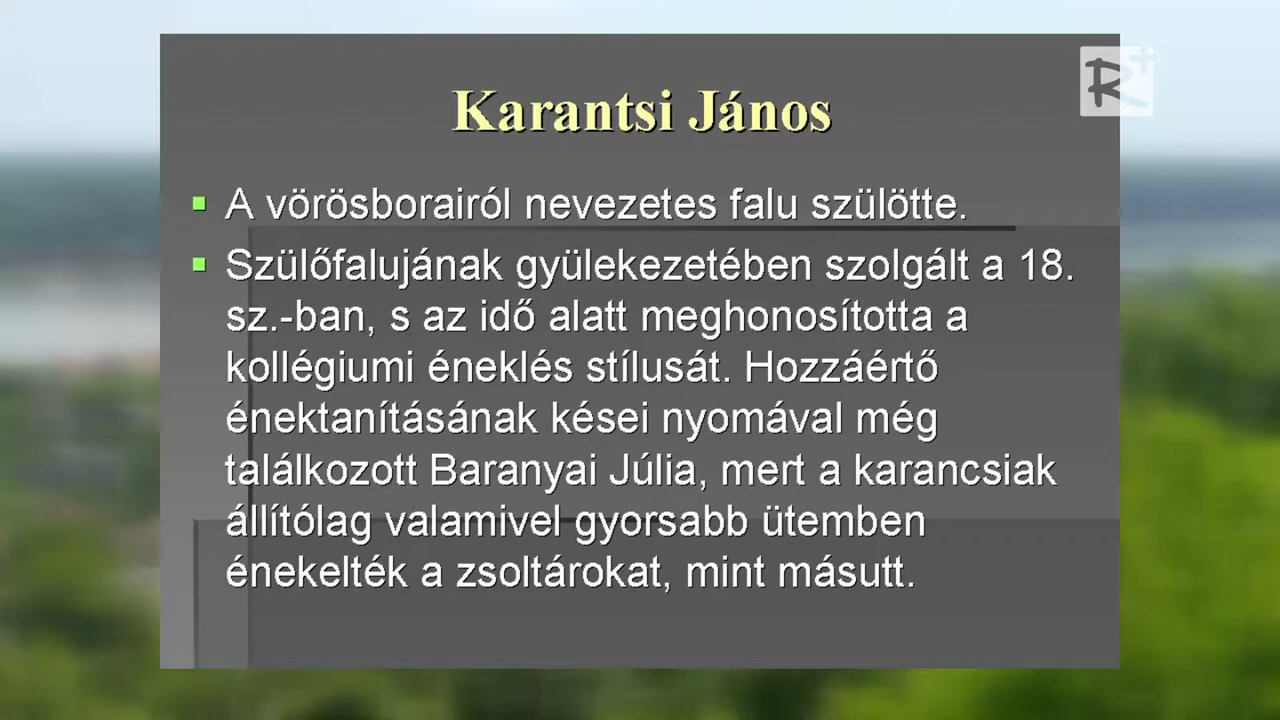 Karantsi János
R+
A vörösborairól nevezetes falu szülötte.
Szülőfalujának gyülekezetében szolgált a 18.
sz.-ban, s az idő alatt meghonosította a
kollégiumi éneklés stílusát. Hozzáértő
énektanításának kései nyomával még
találkozott Baranyai Júlia, mert a karancsiak
állítólag valamivel gyorsabb ütemben
énekelték a zsoltárokat, mint másutt.